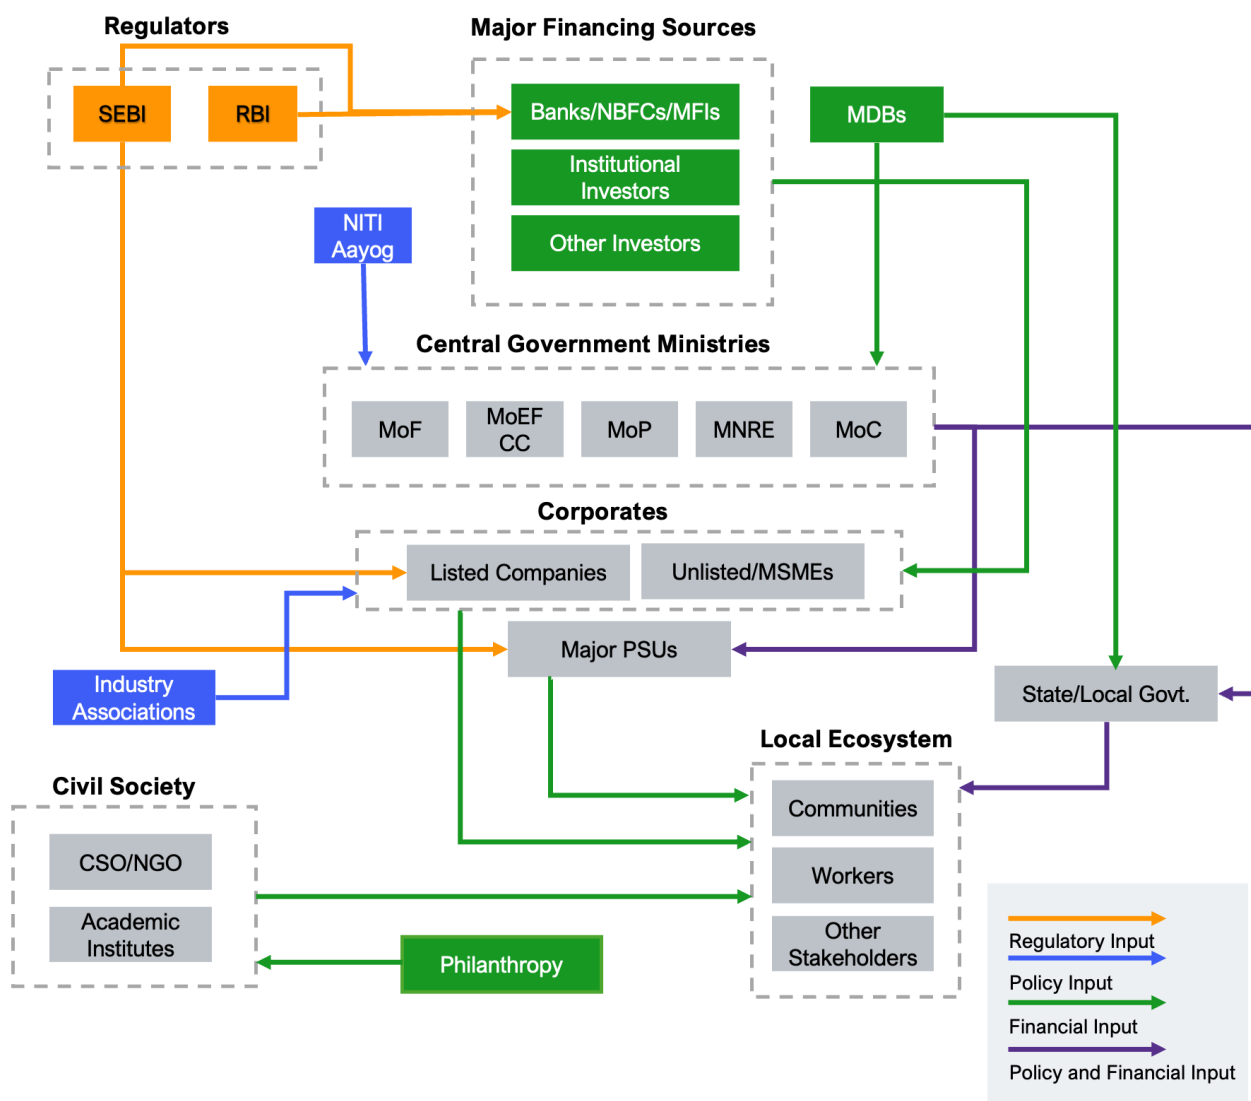 Regulators
Major Financing Sources
SEBI
RBI
Banks/NBFCs/MFIs
MDBs
Institutional
Investors
NITI
Aayog
Other Investors
Central Government Ministries
MoF
MoEF
CC
MoP
MNRE
MoC
Corporates
Listed Companies
Unlisted/MSMEs
Major PSUs
Industry
Associations
State/Local Govt.
Local Ecosystem
Civil Society
Communities
CSO/NGO
Workers
Academic
Institutes
Other
Stakeholders
Philanthropy
Regulatory Input
Policy Input
Financial Input
Policy and Financial Input